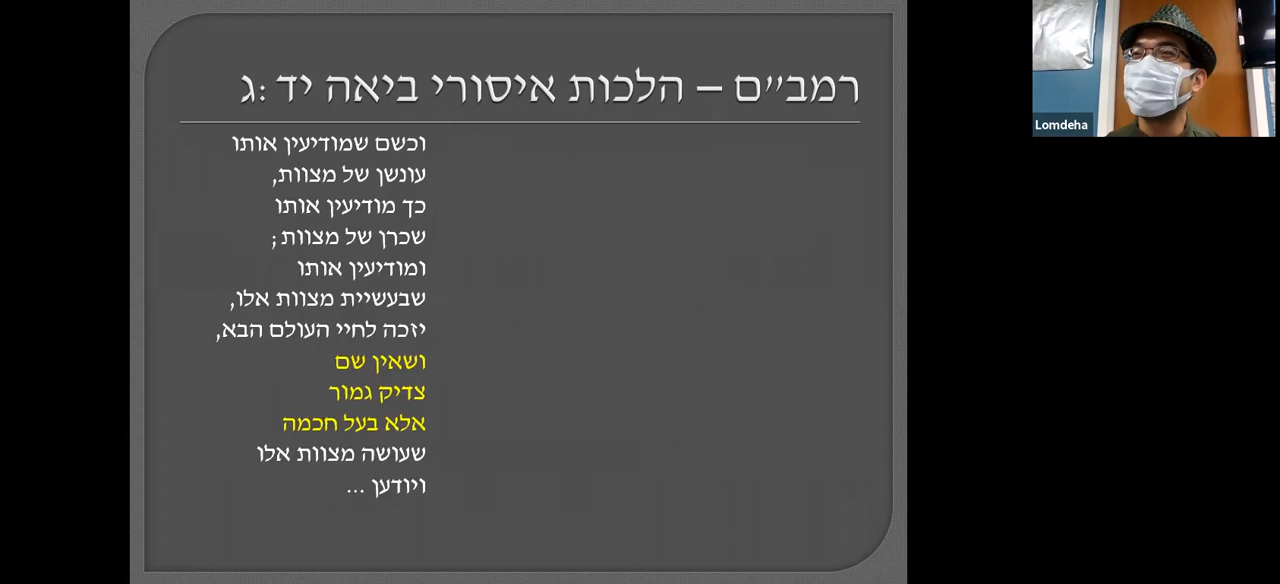 רמב״ם – הלכות איסורי ביאה יד:ג
וכשם שמודיעין אותו
עונשן של מצוות,
כך מודיעין אותו
שכרן של מצוות;
ומודיעין אותו
שבעשיית מצוות אלו,
יזכה לחיי העולם הבא,
ושאין שם
צדיק גמור
אלא בעל חכמה
שעושה מצוות אלו
ויודען ...
Lomdeha